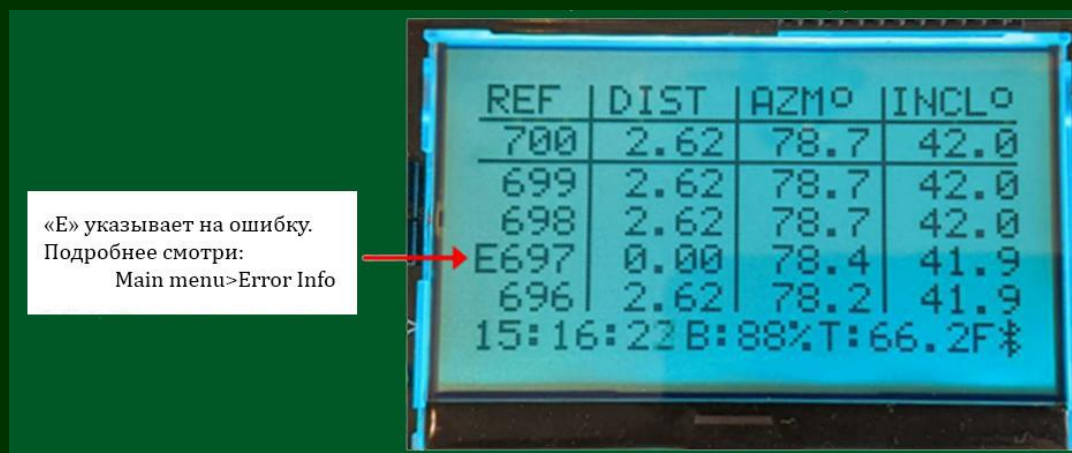 «Е» указывает на ошибку.
Подробнее смотри:
Main menu>Error Info
REF | DIST | AZM° | INCL°
700 | 2.62 | 78.7 | 42.0
699 | 2.62 | 78.7 | 42.0
698 | 2.62 | 78.7 | 42.0
E697 | 0.00 | 78.4 | 41.9
696 | 2.62 | 78.2 | 41.9
15:16:22 B:88% T:66.2F